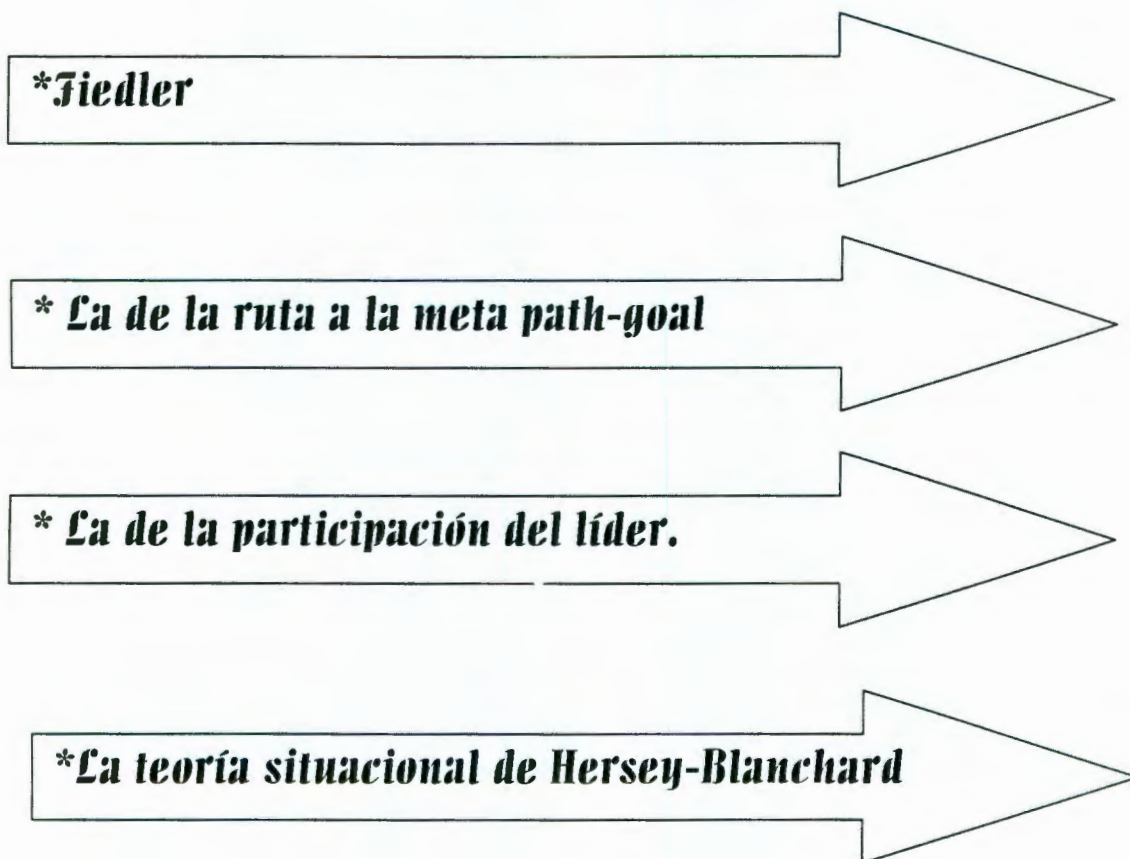 *Fiedler
* La de la ruta a la meta path-goal
* La de la participación del líder.
*La teoría situacional de Hersey-Blanchard